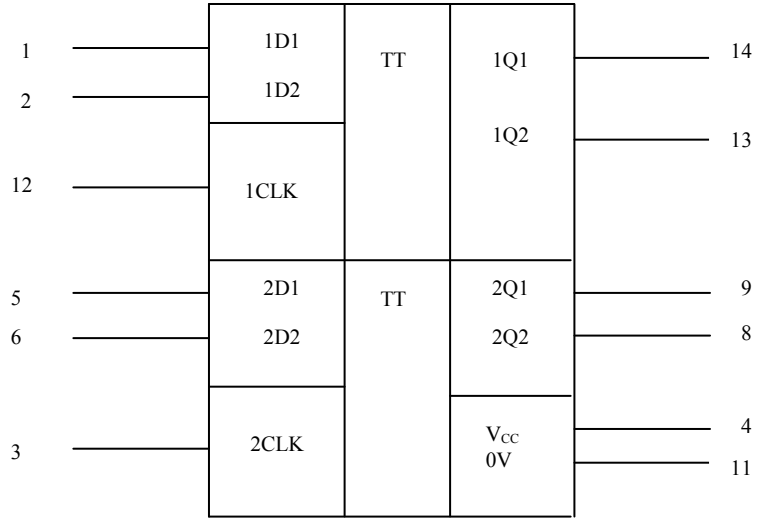 1 1D1 TT 1Q1 14
2 1D2
1Q2 13
12 1CLK
5 2D1 TT 2Q1 9
6 2D2 2Q2 8
3 2CLK VCC 4
0V 11